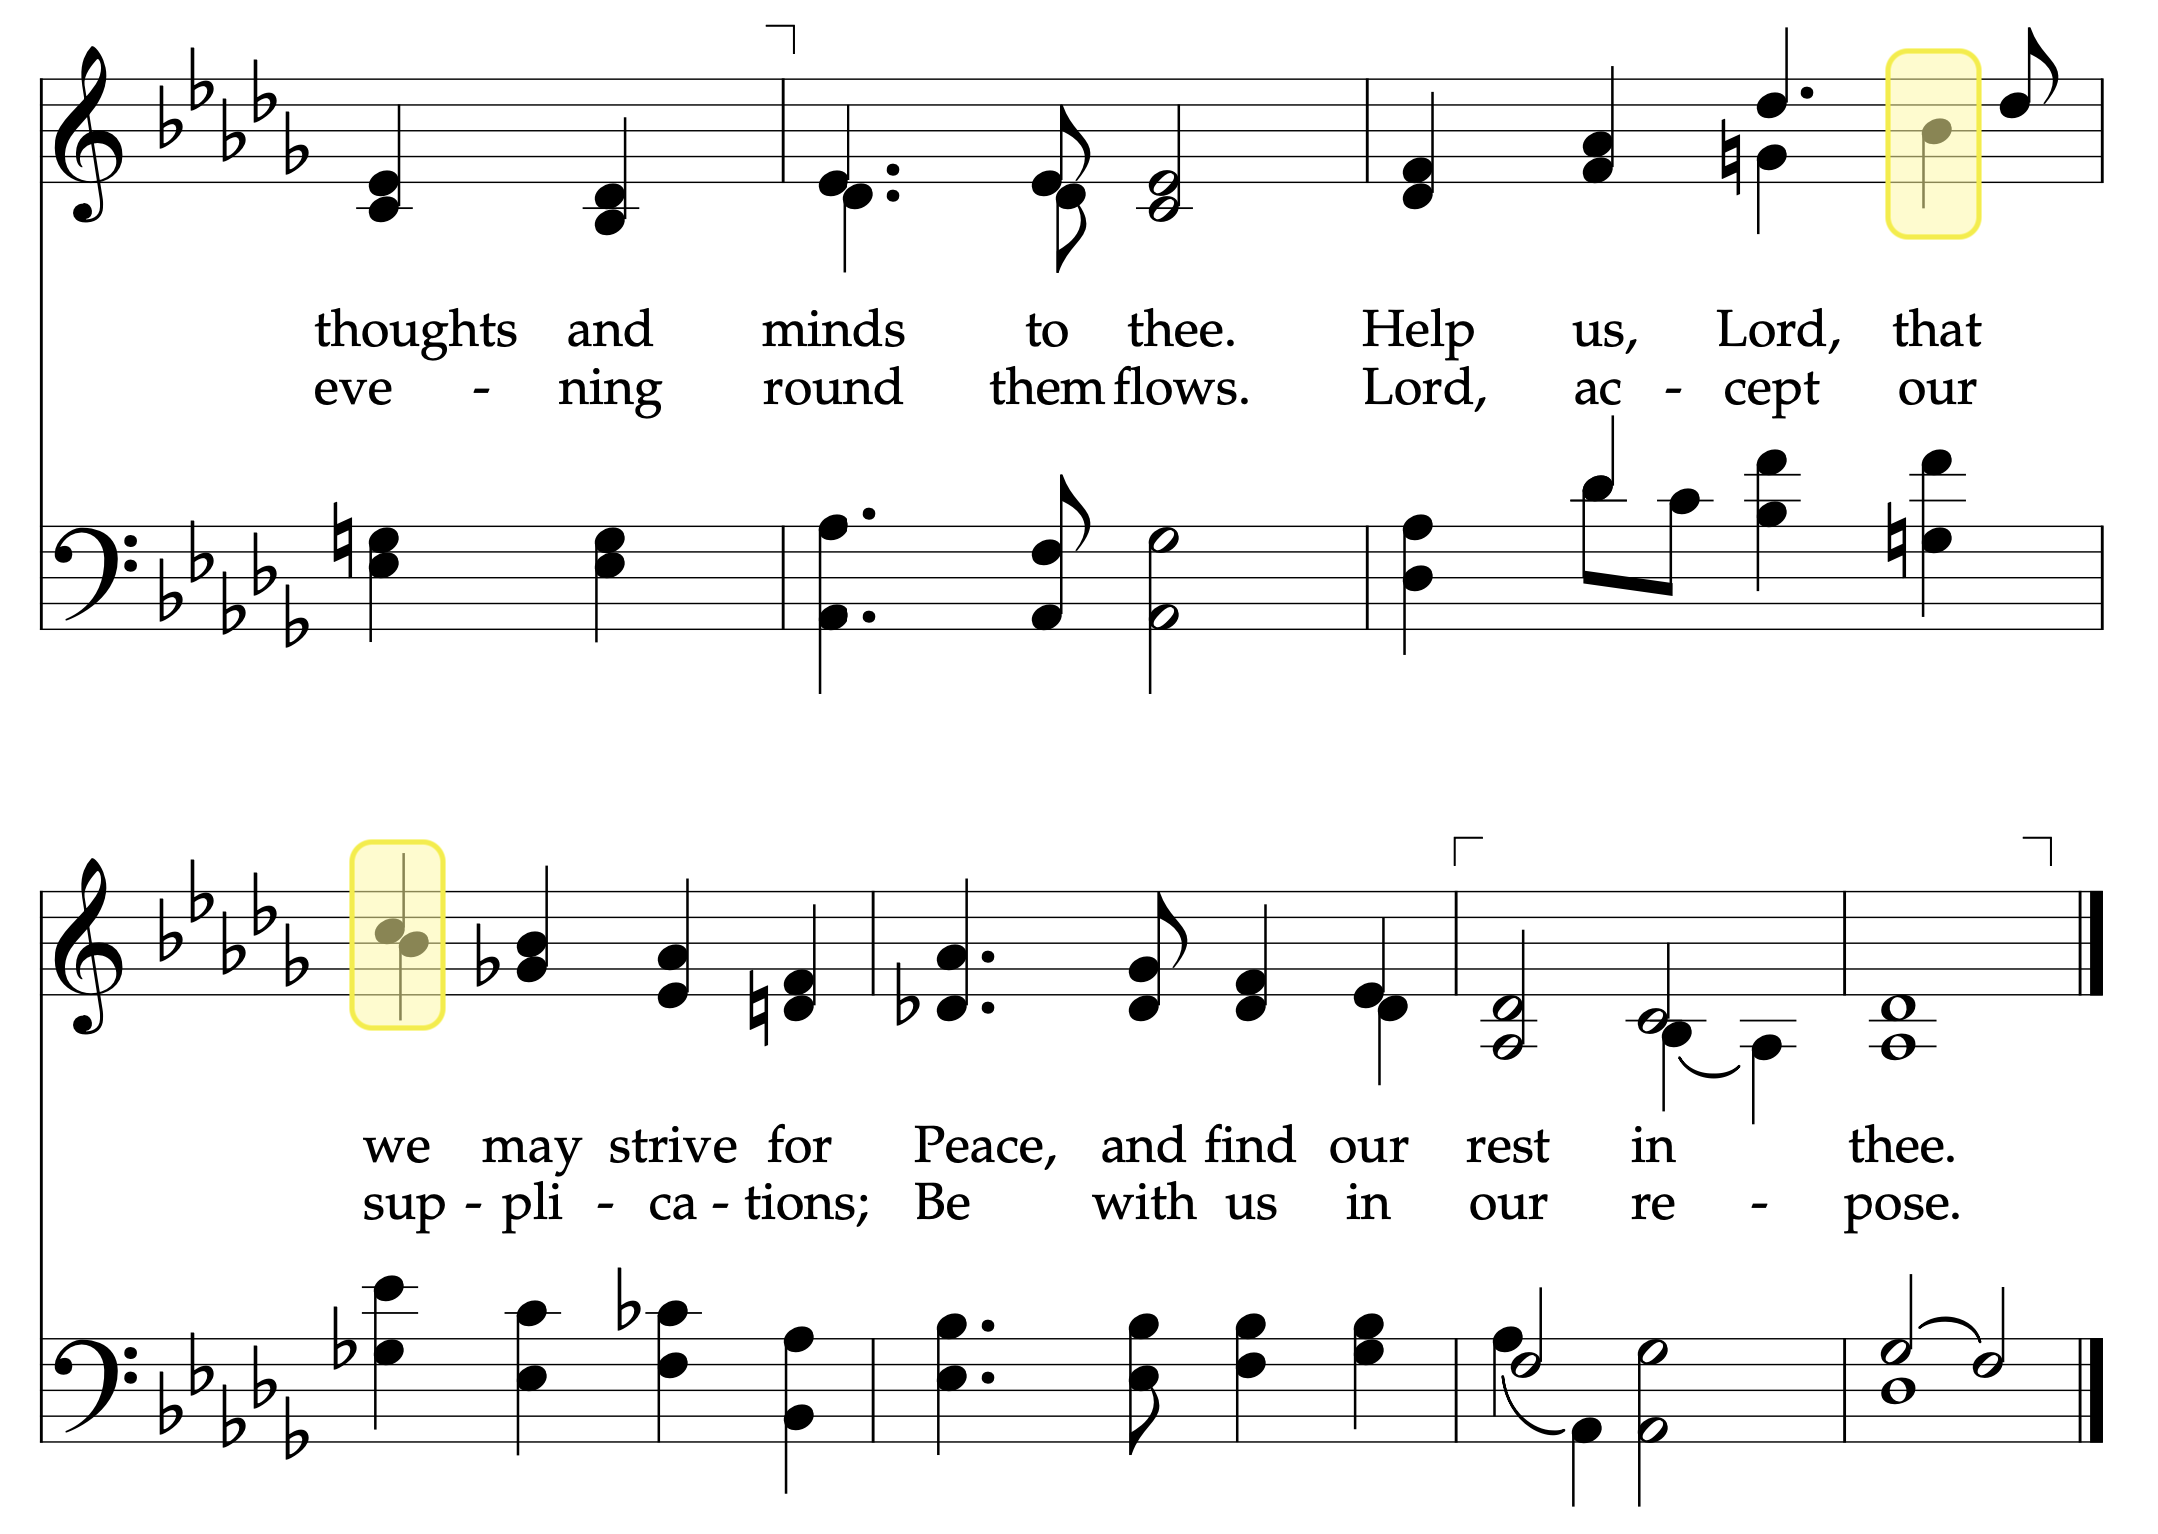 thoughts and minds to thee. Help us, Lord, that
eve - ning round them flows. Lord, ac - cept our
we may strive for Peace, and find our rest in thee.
sup - pli - ca - tions; Be with us in our re - pose.